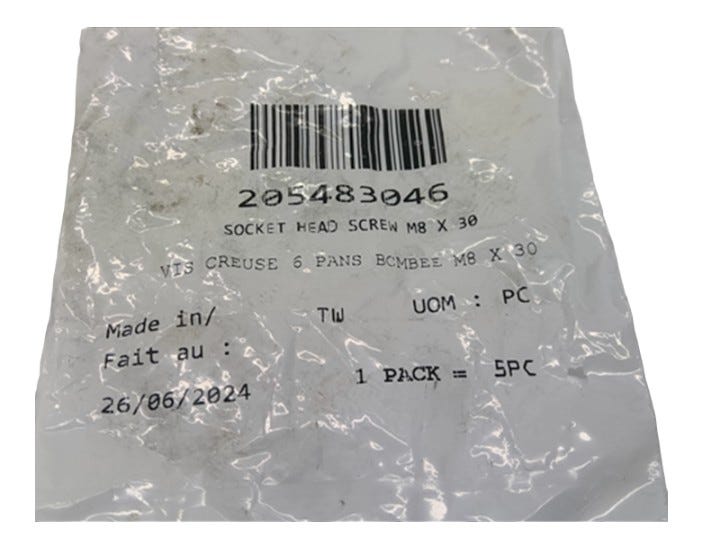 205483046
SOCKET HEAD SCREW M8 X 30
VIS CREUSE 6 PANS BOMBEE M8 X 30
Made in/ TW UOM : PC
Fait au :
1 PACK = 5PC
26/06/2024